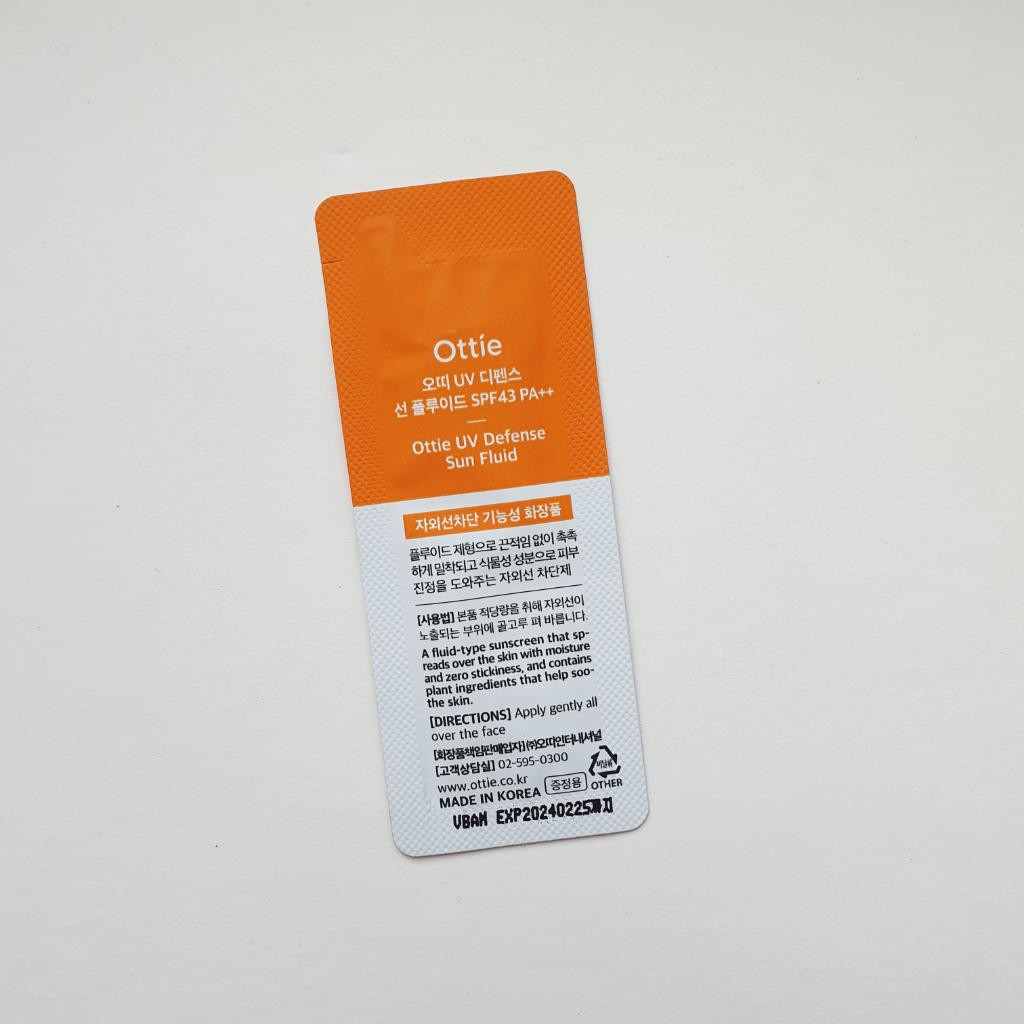 Ottie
오띠 UV 디펜스
선 플루이드 SPF43 PA++
Ottie UV Defense
Sun Fluid
자외선차단 기능성 화장품
플루이드 제형으로 끈적임 없이 촉촉
하게 밀착되고 식물성 성분으로 피부
진정을 도와주는 자외선 차단제
[사용법] 본품 적당량을 취해 자외선이
노출되는 부위에 골고루 펴 바릅니다.
A fluid-type sunscreen that sp-
reads over the skin with moisture
and zero stickiness, and contains
plant ingredients that help soo-
the skin.
[DIRECTIONS] Apply gently all
over the face
[화장품책임판매업자] (주)오띠인터내셔널
[고객상담실] 02-595-0300
www.ottie.co.kr
MADE IN KOREA 증정용 OTHER
VBAM EXP20240225까지